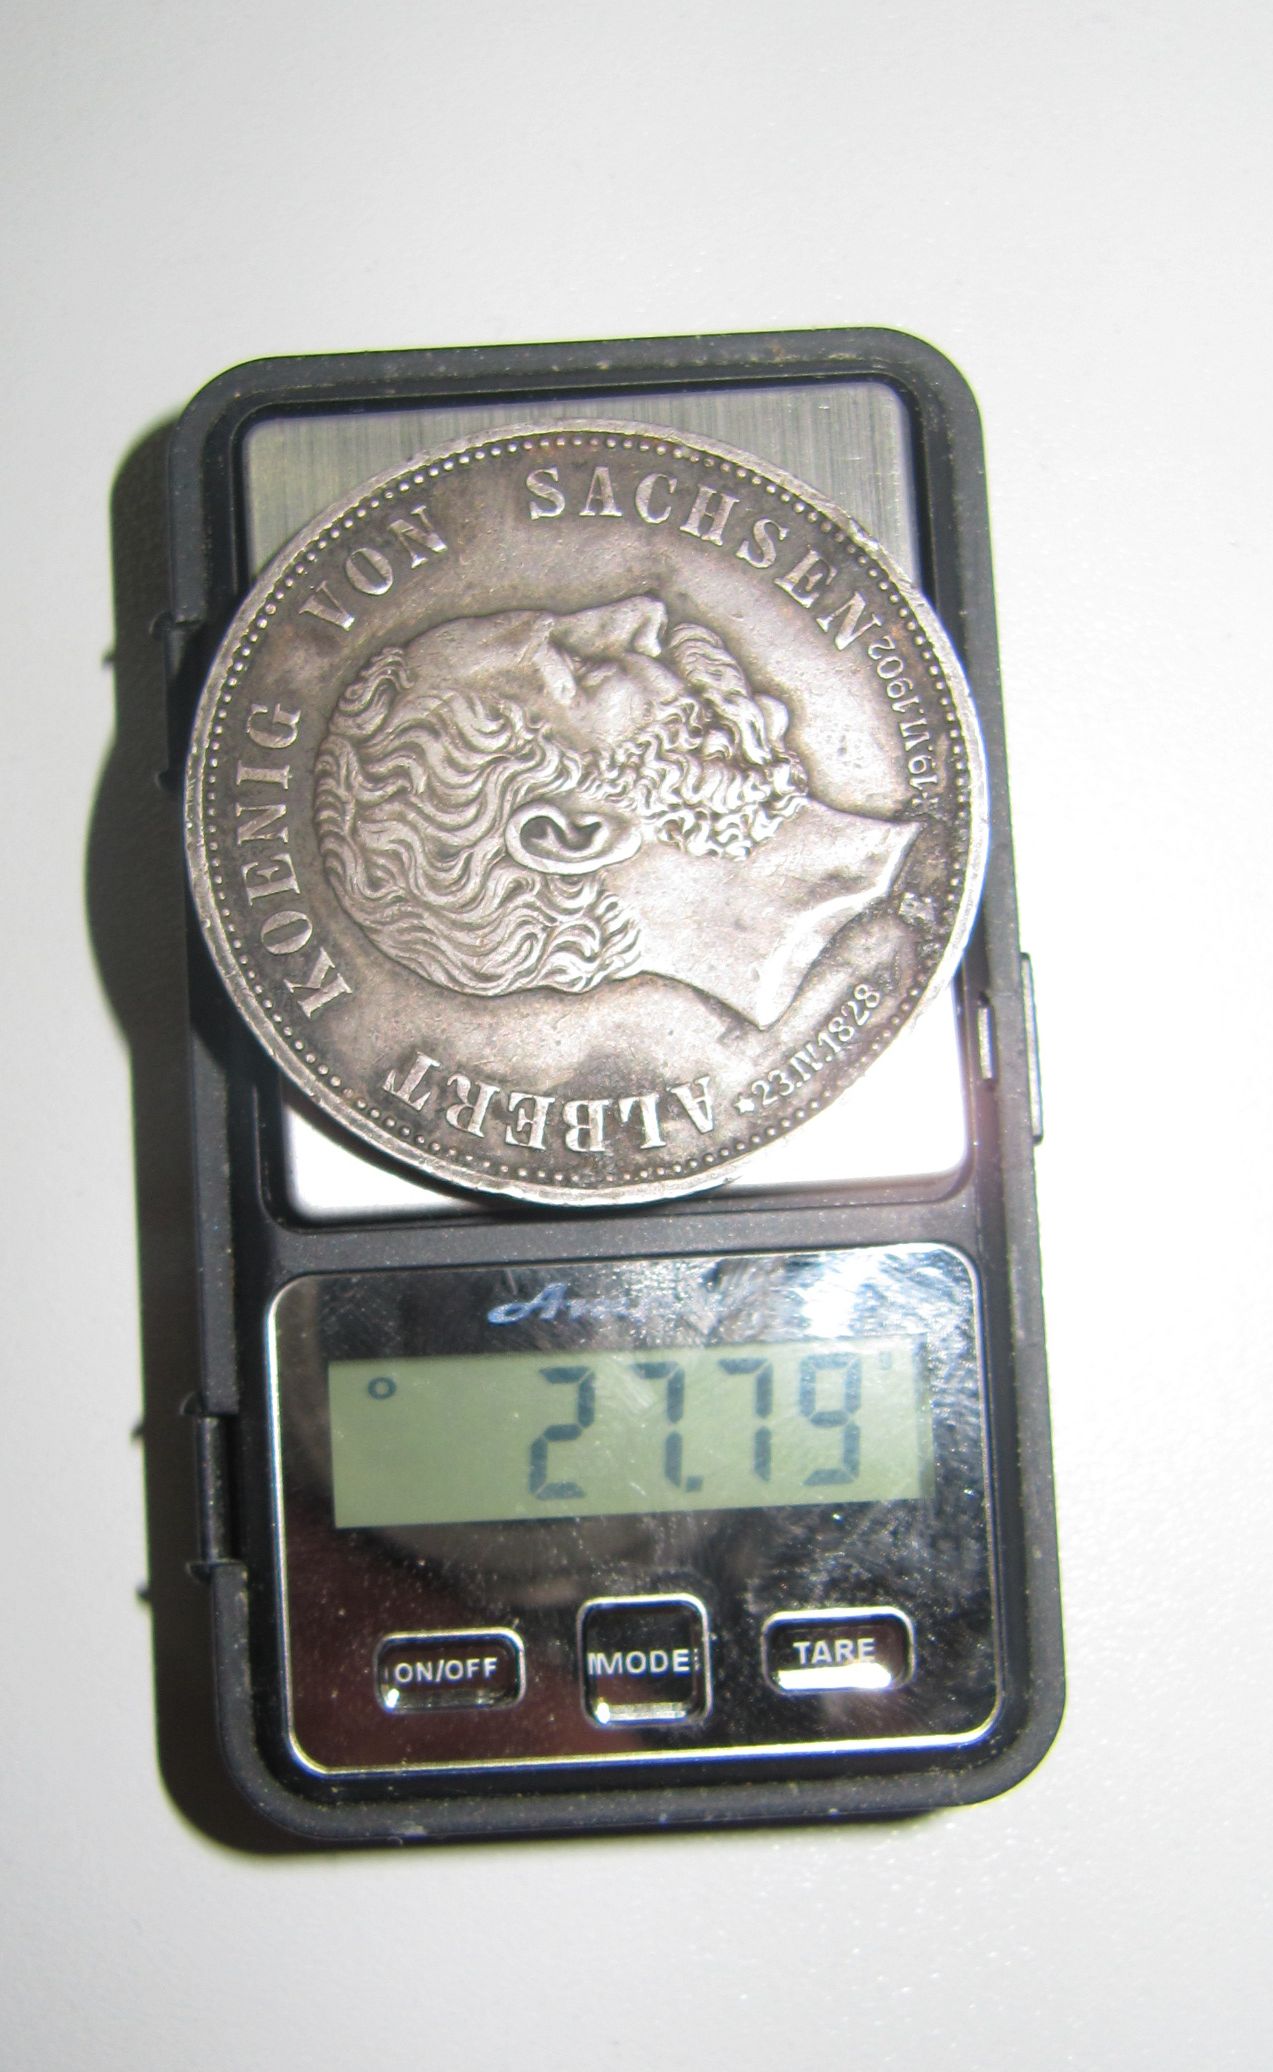 ALBERT KOENIG VON SACHSEN
★23.IV.1828
†19.VI.1902
E
27.79
ON/OFF
MODE
TARE